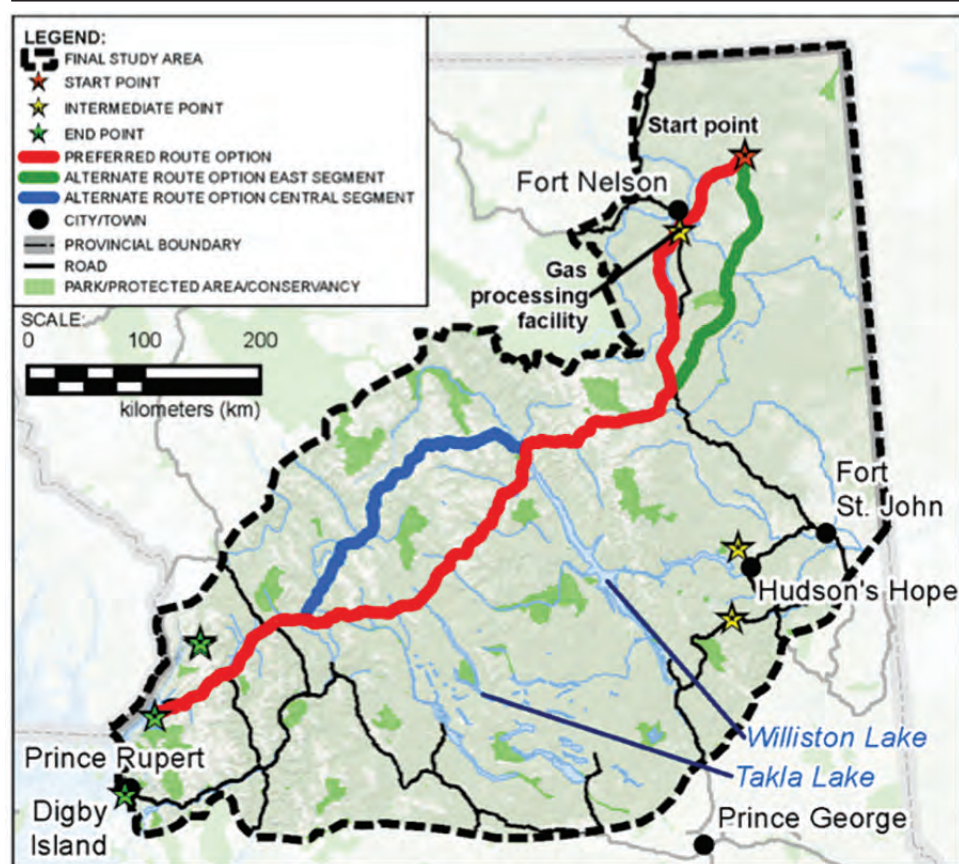 LEGEND:
FINAL STUDY AREA
START POINT
INTERMEDIATE POINT
END POINT
PREFERRED ROUTE OPTION
ALTERNATE ROUTE OPTION EAST SEGMENT
ALTERNATE ROUTE OPTION CENTRAL SEGMENT
CITY/TOWN
PROVINCIAL BOUNDARY
ROAD
PARK/PROTECTED AREA/CONSERVANCY
SCALE:
0 100 200
kilometers (km)
Start point
Fort Nelson
Gas
processing
facility
Fort
St. John
Hudson's Hope
Williston Lake
Takla Lake
Prince Rupert
Digby
Island
Prince George